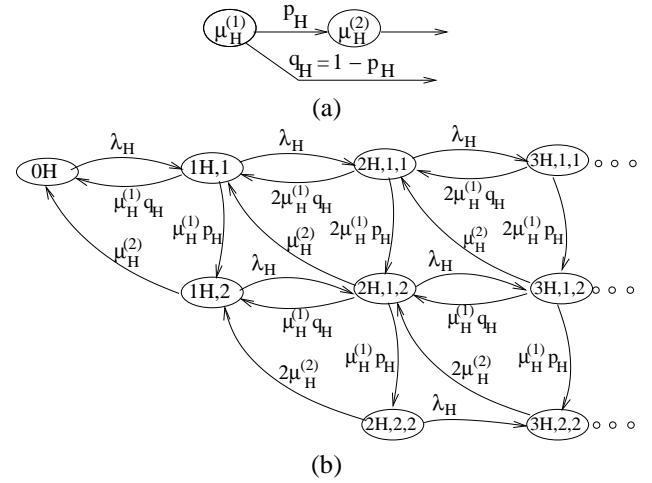 μ_H^(1) p_H μ_H^(2)
q_H = 1 − p_H
(a)
λ_H λ_H λ_H
0H 1H,1 2H,1,1 3H,1,1 ∘ ∘ ∘
μ_H^(1) q_H 2μ_H^(1) q_H 2μ_H^(1) q_H
μ_H^(2) μ_H^(1) p_H μ_H^(2) 2μ_H^(1) p_H μ_H^(2) 2μ_H^(1) p_H
λ_H λ_H
1H,2 2H,1,2 3H,1,2 ∘ ∘ ∘
μ_H^(1) q_H μ_H^(1) q_H
2μ_H^(2) μ_H^(1) p_H 2μ_H^(2) μ_H^(1) p_H
λ_H
2H,2,2 3H,2,2 ∘ ∘ ∘
(b)